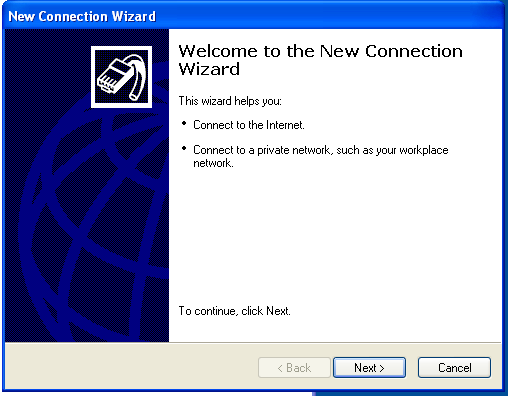 New Connection Wizard
Welcome to the New Connection
Wizard
This wizard helps you:
• Connect to the Internet.
• Connect to a private network, such as your workplace
network.
To continue, click Next.
< Back
Next >
Cancel